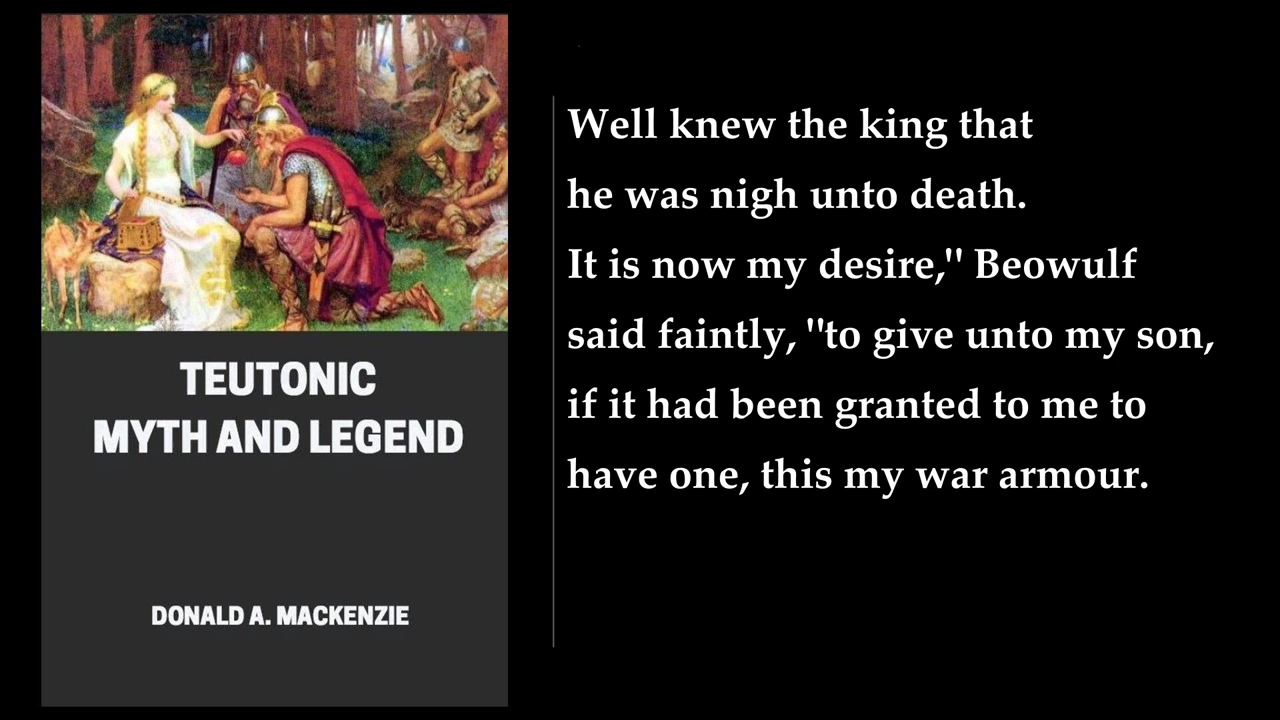 TEUTONIC
MYTH AND LEGEND
DONALD A. MACKENZIE
Well knew the king that
he was nigh unto death.
It is now my desire," Beowulf
said faintly, "to give unto my son,
if it had been granted to me to
have one, this my war armour.